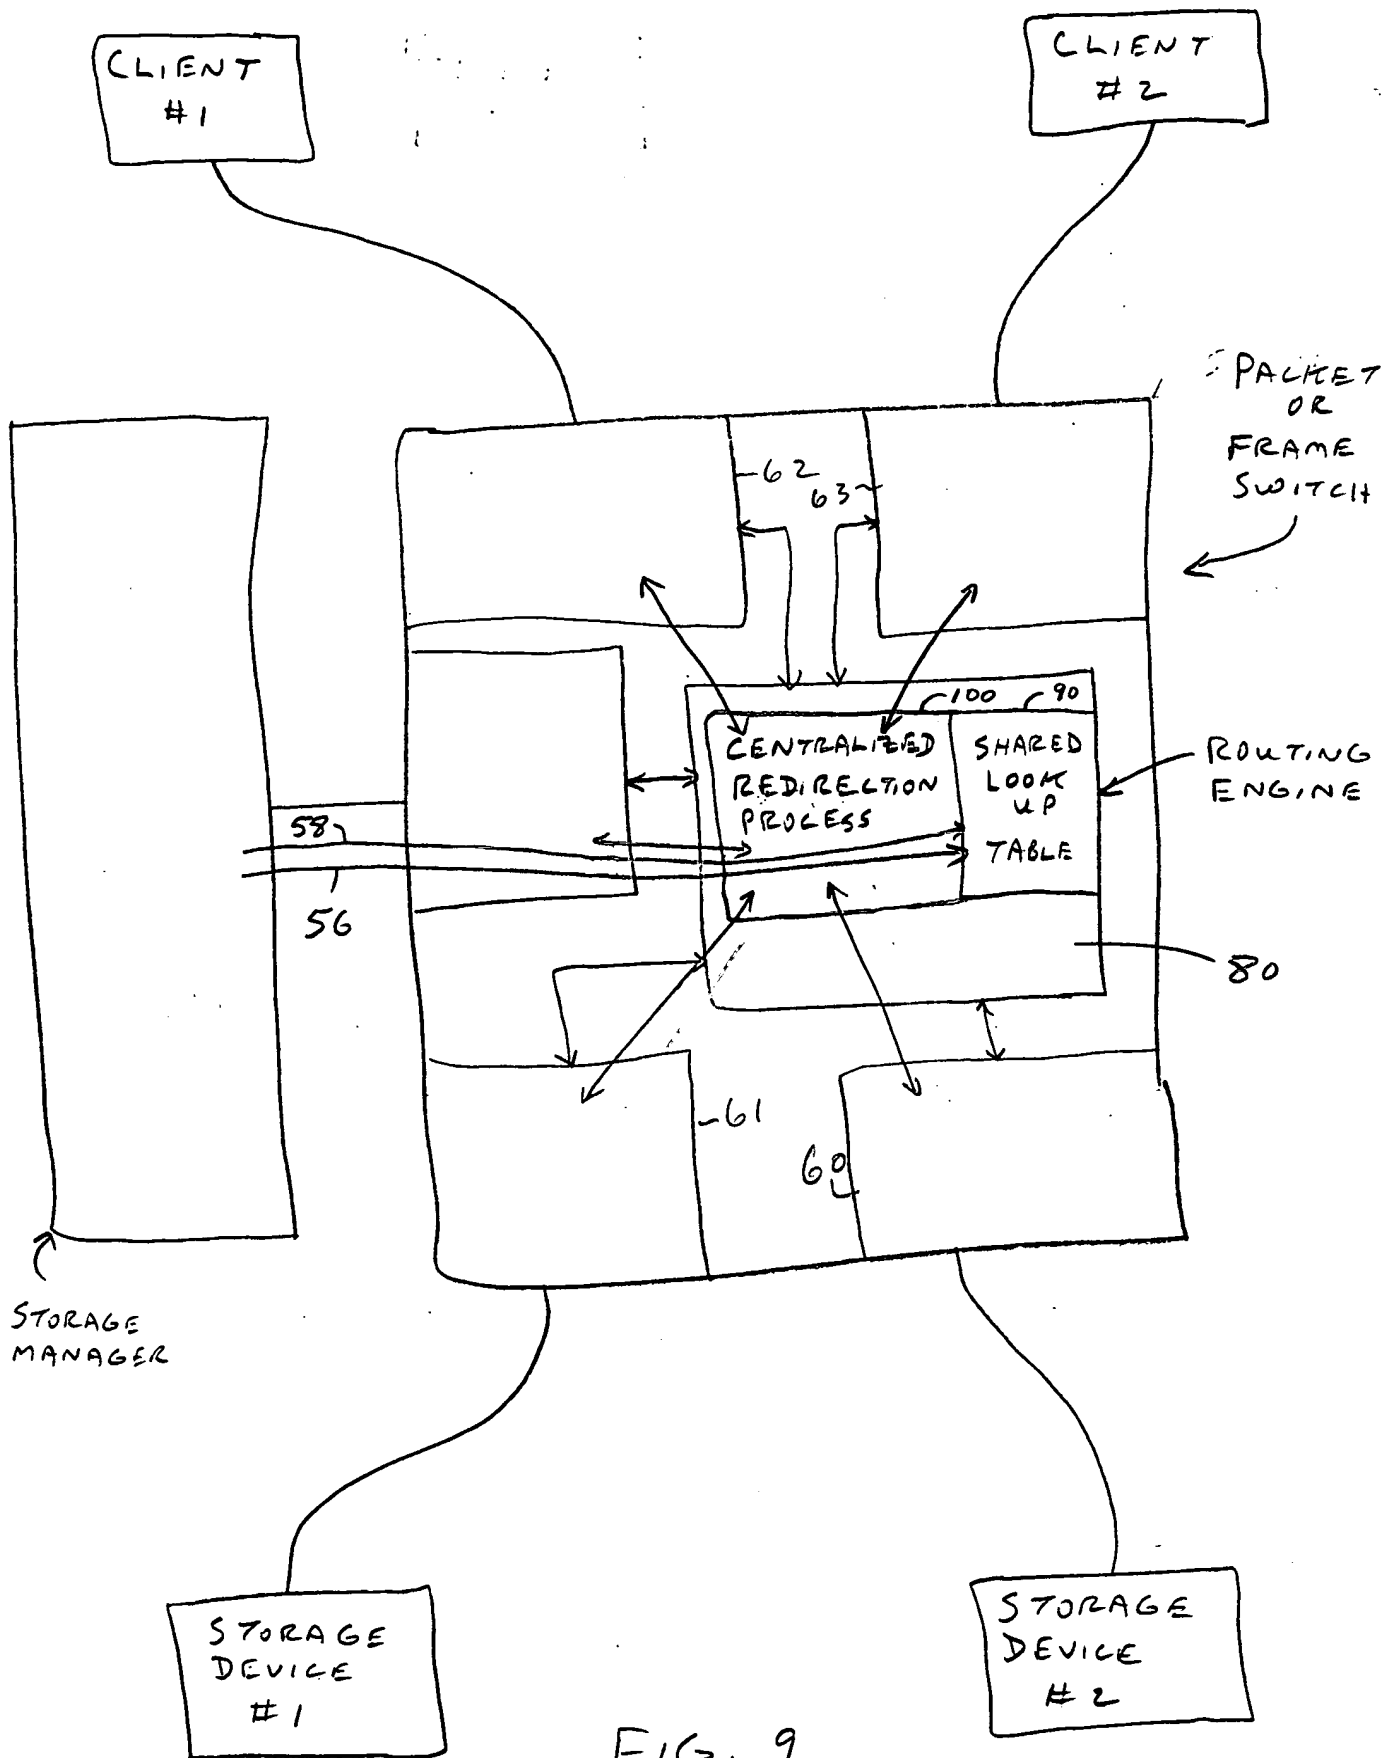 CLIENT
#1
CLIENT
#2
PACKET
OR
FRAME
SWITCH
62
63
100
90
CENTRALIZED
REDIRECTION
PROCESS
SHARED
LOOK
UP
TABLE
ROUTING
ENGINE
58
56
80
61
60
STORAGE
MANAGER
STORAGE
DEVICE
#1
STORAGE
DEVICE
#2
FIG. 9